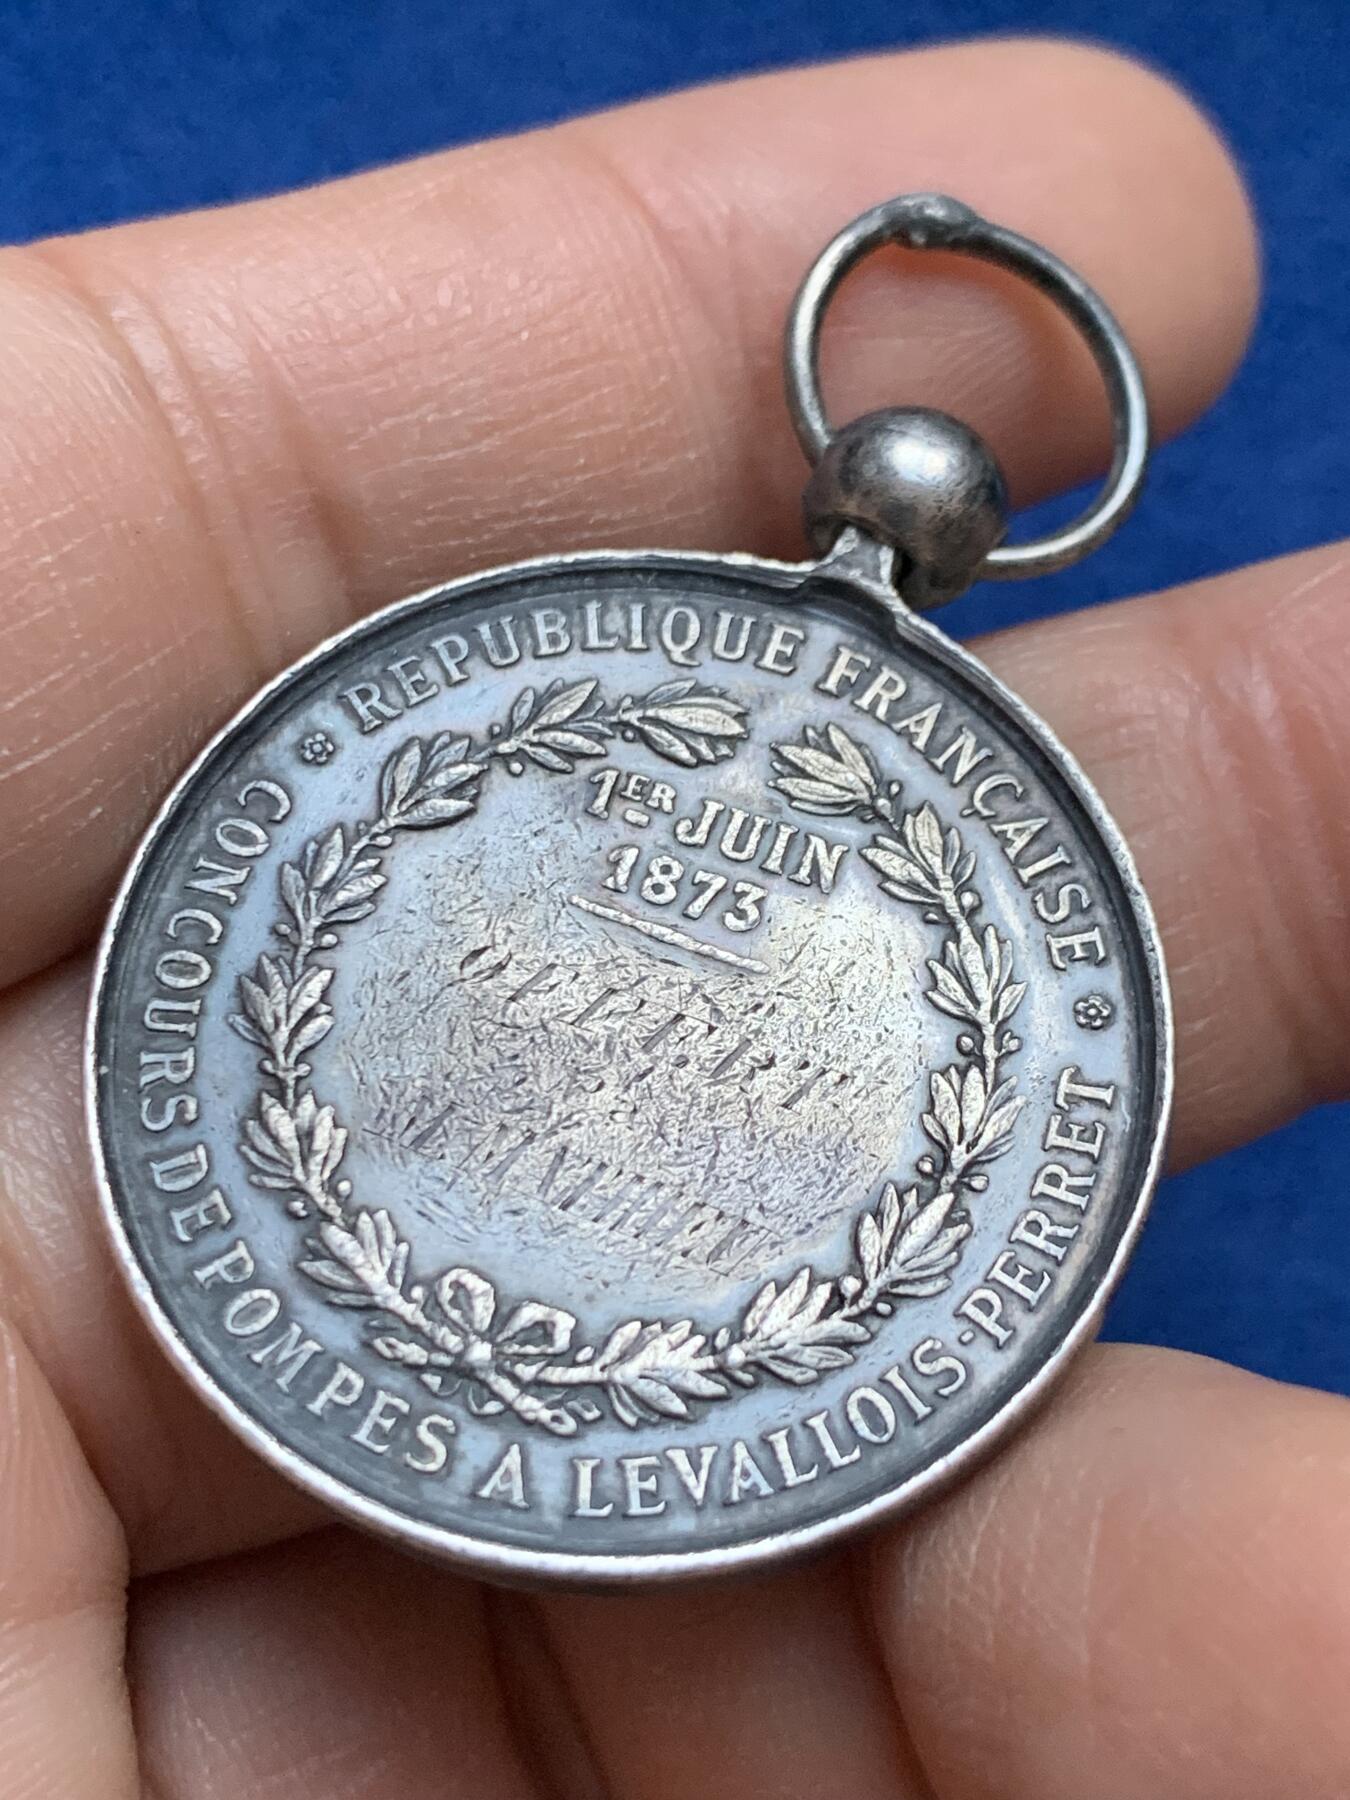 REPUBLIQUE FRANÇAISE
CONCOURS DE POMPES A LEVALLOIS-PERRET
1ER JUIN
1873